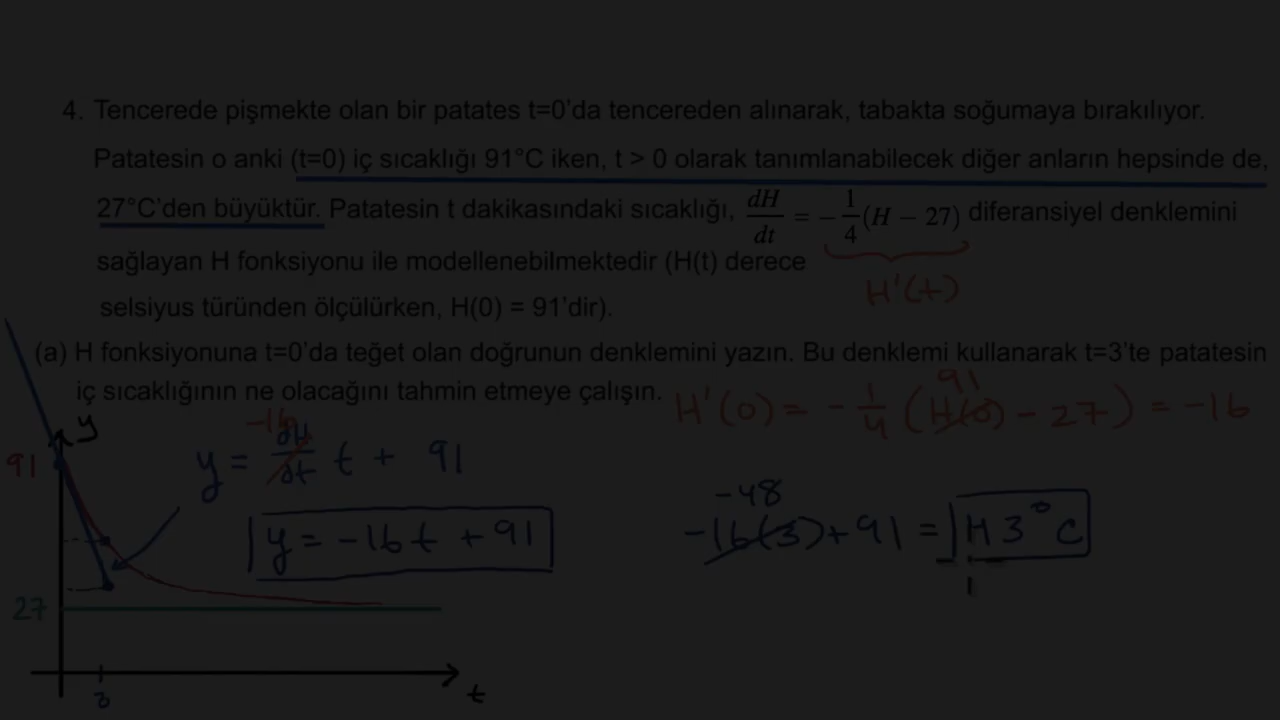 4. Tencerede pişmekte olan bir patates t=0'da tencereden alınarak, tabakta soğumaya bırakılıyor.
Patatesin o anki (t=0) iç sıcaklığı 91°C iken, t > 0 olarak tanımlanabilecek diğer anların hepsinde de,
27°C'den büyüktür. Patatesin t dakikasındaki sıcaklığı, dH/dt = -1/4(H - 27) diferansiyel denklemini
sağlayan H fonksiyonu ile modellenebilmektedir (H(t) derece
H'(t)
selsiyus türünden ölçülürken, H(0) = 91'dir).
(a) H fonksiyonuna t=0'da teğet olan doğrunun denklemini yazın. Bu denklemi kullanarak t=3'te patatesin
iç sıcaklığının ne olacağını tahmin etmeye çalışın.
91
H'(0) = -1/4 (H(0) - 27) = -16
y
-16
91
y = dH/dt t + 91
-48
y = -16t + 91
-16(3) + 91 = 43°C
27
3
t